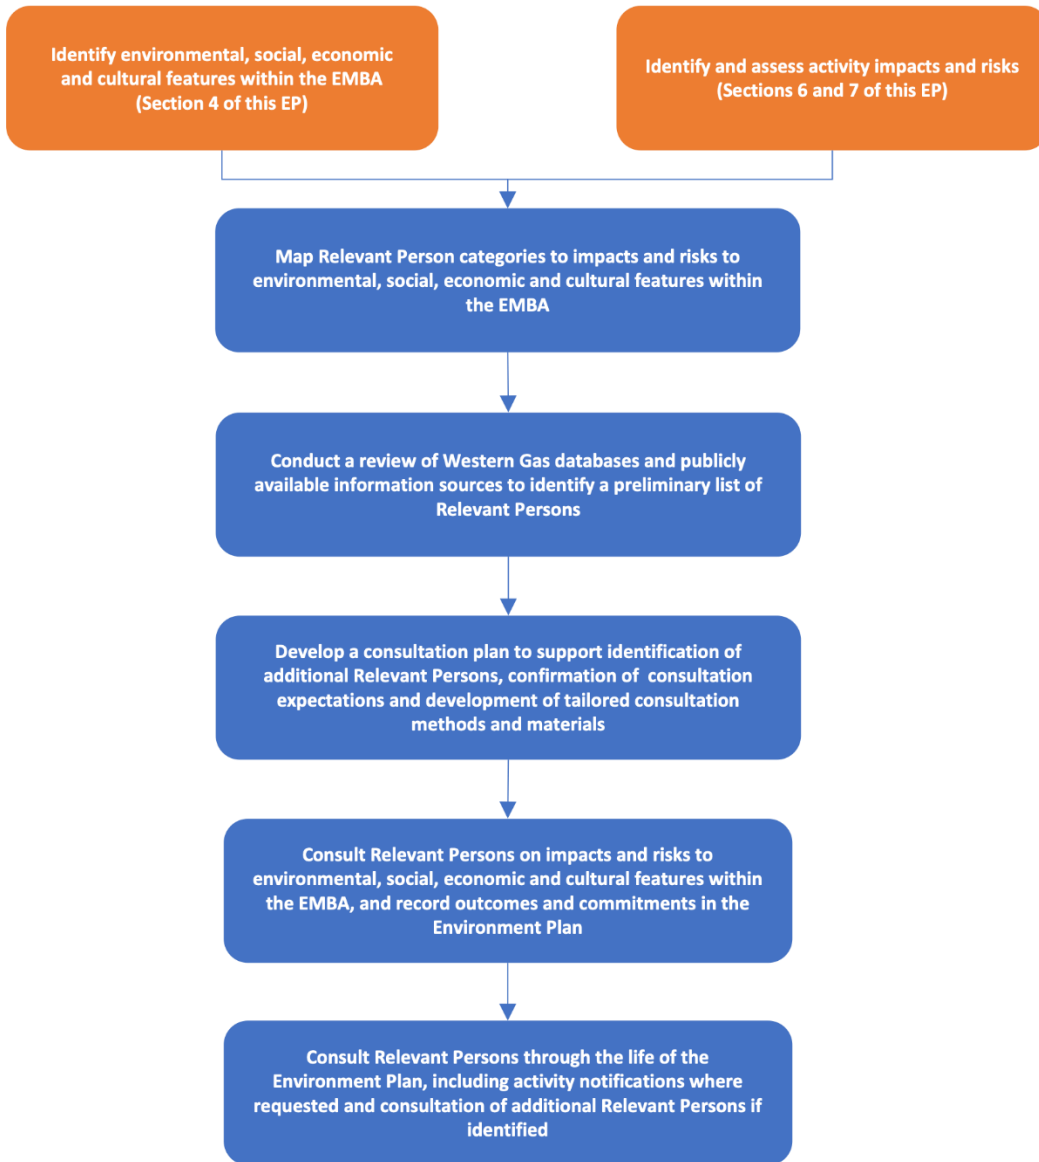 Identify environmental, social, economic
and cultural features within the EMBA
(Section 4 of this EP)
Identify and assess activity impacts and risks
(Sections 6 and 7 of this EP)
Map Relevant Person categories to impacts and risks to
environmental, social, economic and cultural features within
the EMBA
Conduct a review of Western Gas databases and publicly
available information sources to identify a preliminary list of
Relevant Persons
Develop a consultation plan to support identification of
additional Relevant Persons, confirmation of consultation
expectations and development of tailored consultation
methods and materials
Consult Relevant Persons on impacts and risks to
environmental, social, economic and cultural features within
the EMBA, and record outcomes and commitments in the
Environment Plan
Consult Relevant Persons through the life of the
Environment Plan, including activity notifications where
requested and consultation of additional Relevant Persons if
identified